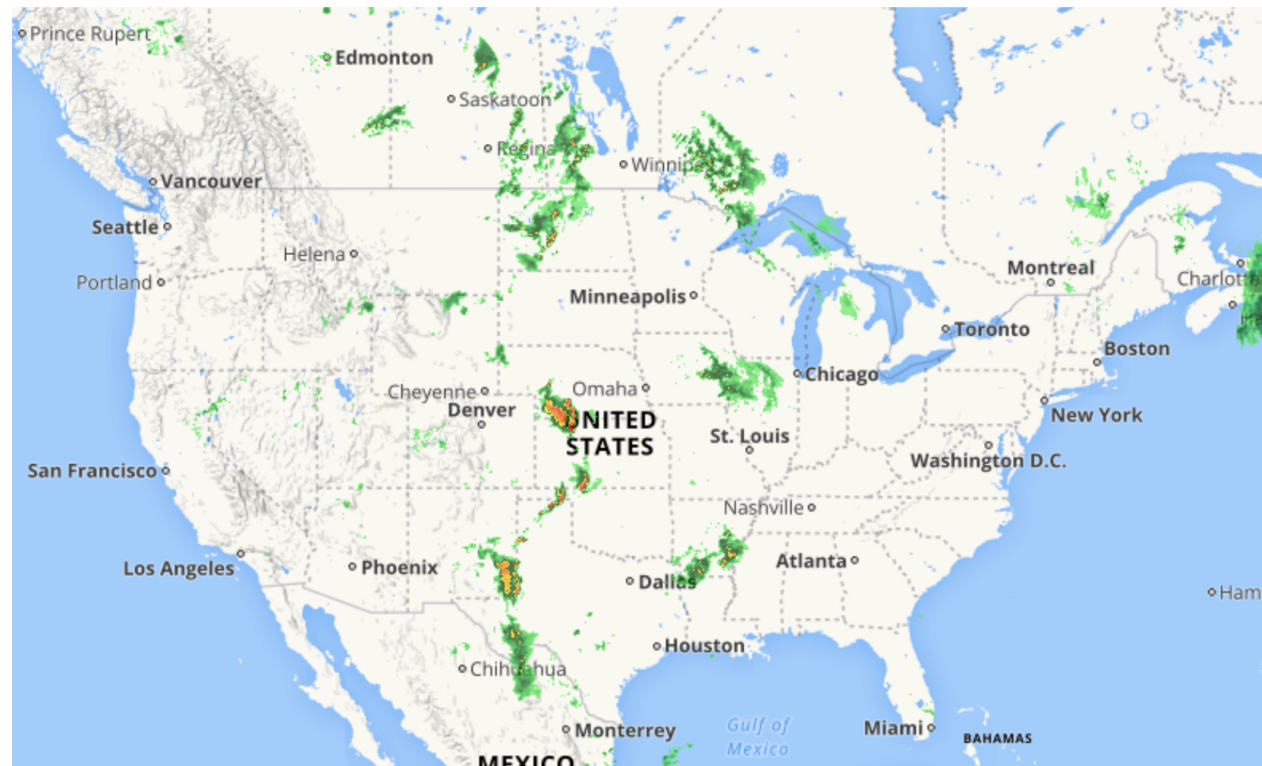 Prince Rupert
Edmonton
Saskatoon
Regina
Winnipeg
Vancouver
Seattle
Helena
Portland
Minneapolis
Montreal
Toronto
Boston
Cheyenne
Omaha
Chicago
Denver
New York
UNITED
STATES
St. Louis
Washington D.C.
San Francisco
Nashville
Los Angeles
Phoenix
Dallas
Atlanta
Ham
Houston
Chihuahua
Monterrey
Gulf of
Mexico
Miami
BAHAMAS
MEXICO